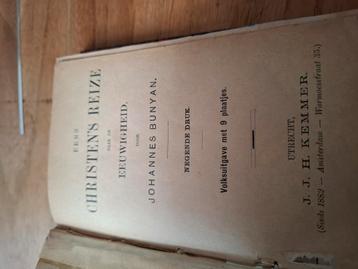 EENS
CHRISTEN'S REIZE
NAAR DE
EEUWIGHEID,
DOOR
JOHANNES BUNYAN.
NEGENDE DRUK.
Volksuitgave met 9 plaatjes.
UTRECHT,
J. J. H. KEMMER.
(Sinds 1882 — Amsterdam — Warmoesstraat 35.)